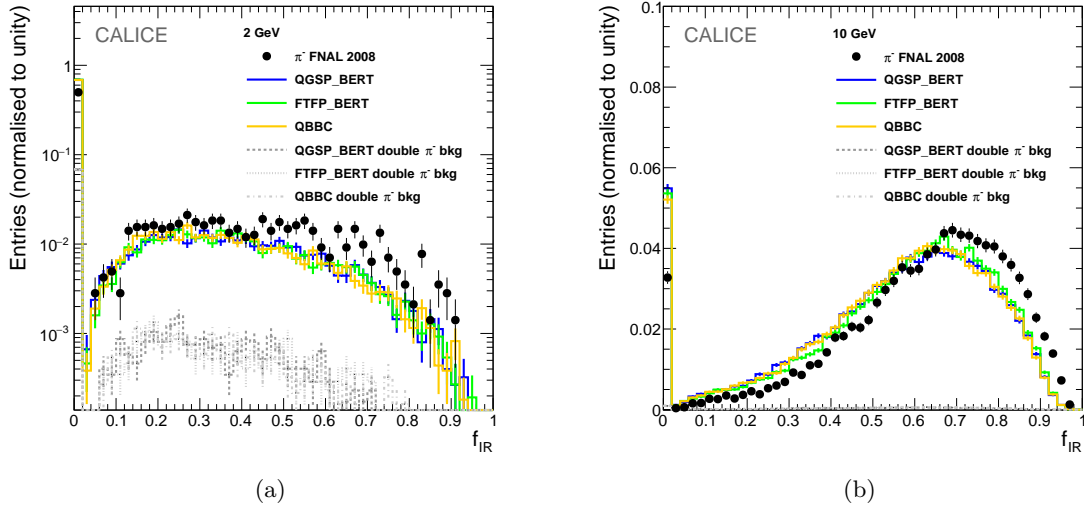 CALICE
2 GeV
π⁻ FNAL 2008
QGSP_BERT
FTFP_BERT
QBBC
QGSP_BERT double π⁻ bkg
FTFP_BERT double π⁻ bkg
QBBC double π⁻ bkg
Entries (normalised to unity)
1
10⁻¹
10⁻²
10⁻³
0 0.1 0.2 0.3 0.4 0.5 0.6 0.7 0.8 0.9 1
f_IR
(a)
CALICE
10 GeV
π⁻ FNAL 2008
QGSP_BERT
FTFP_BERT
QBBC
QGSP_BERT double π⁻ bkg
FTFP_BERT double π⁻ bkg
QBBC double π⁻ bkg
Entries (normalised to unity)
0.1
0.08
0.06
0.04
0.02
0
0 0.1 0.2 0.3 0.4 0.5 0.6 0.7 0.8 0.9 1
f_IR
(b)